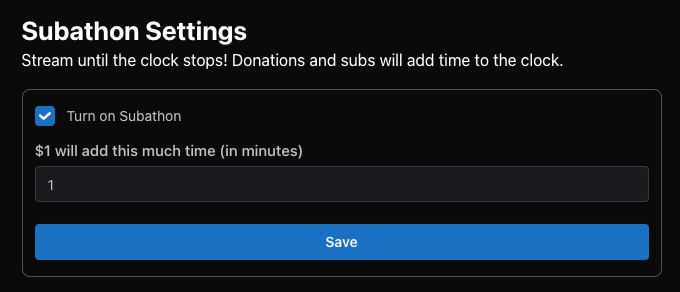 Subathon Settings
Stream until the clock stops! Donations and subs will add time to the clock.
Turn on Subathon
$1 will add this much time (in minutes)
1
Save